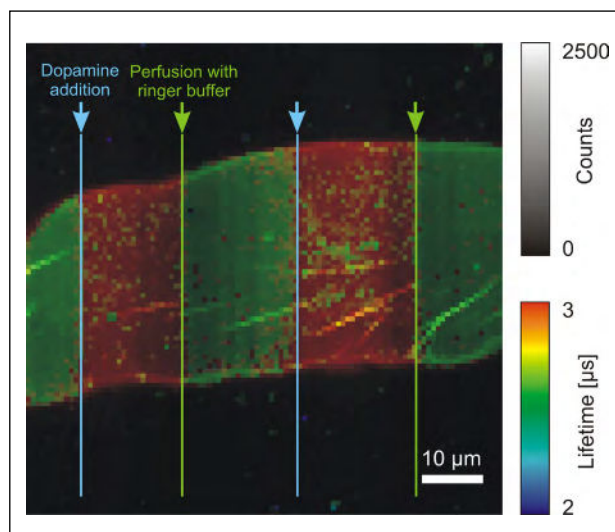 Dopamine
addition
Perfusion with
ringer buffer
2500
Counts
0
3
Lifetime [µs]
2
10 µm